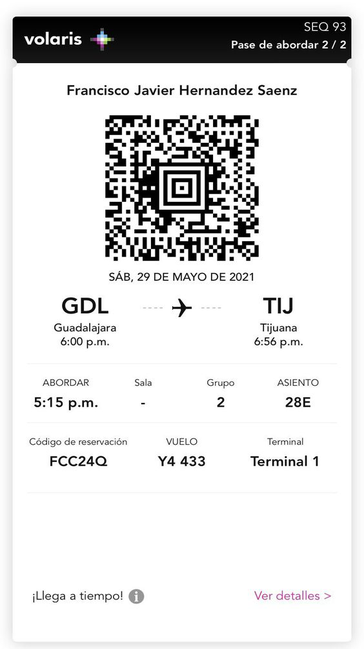 volaris
SEQ 93
Pase de abordar 2 / 2
Francisco Javier Hernandez Saenz
SÁB, 29 DE MAYO DE 2021
GDL
TIJ
Guadalajara
Tijuana
6:00 p.m.
6:56 p.m.
ABORDAR
Sala
Grupo
ASIENTO
5:15 p.m.
-
2
28E
Código de reservación
VUELO
Terminal
FCC24Q
Y4 433
Terminal 1
¡Llega a tiempo! i
Ver detalles >